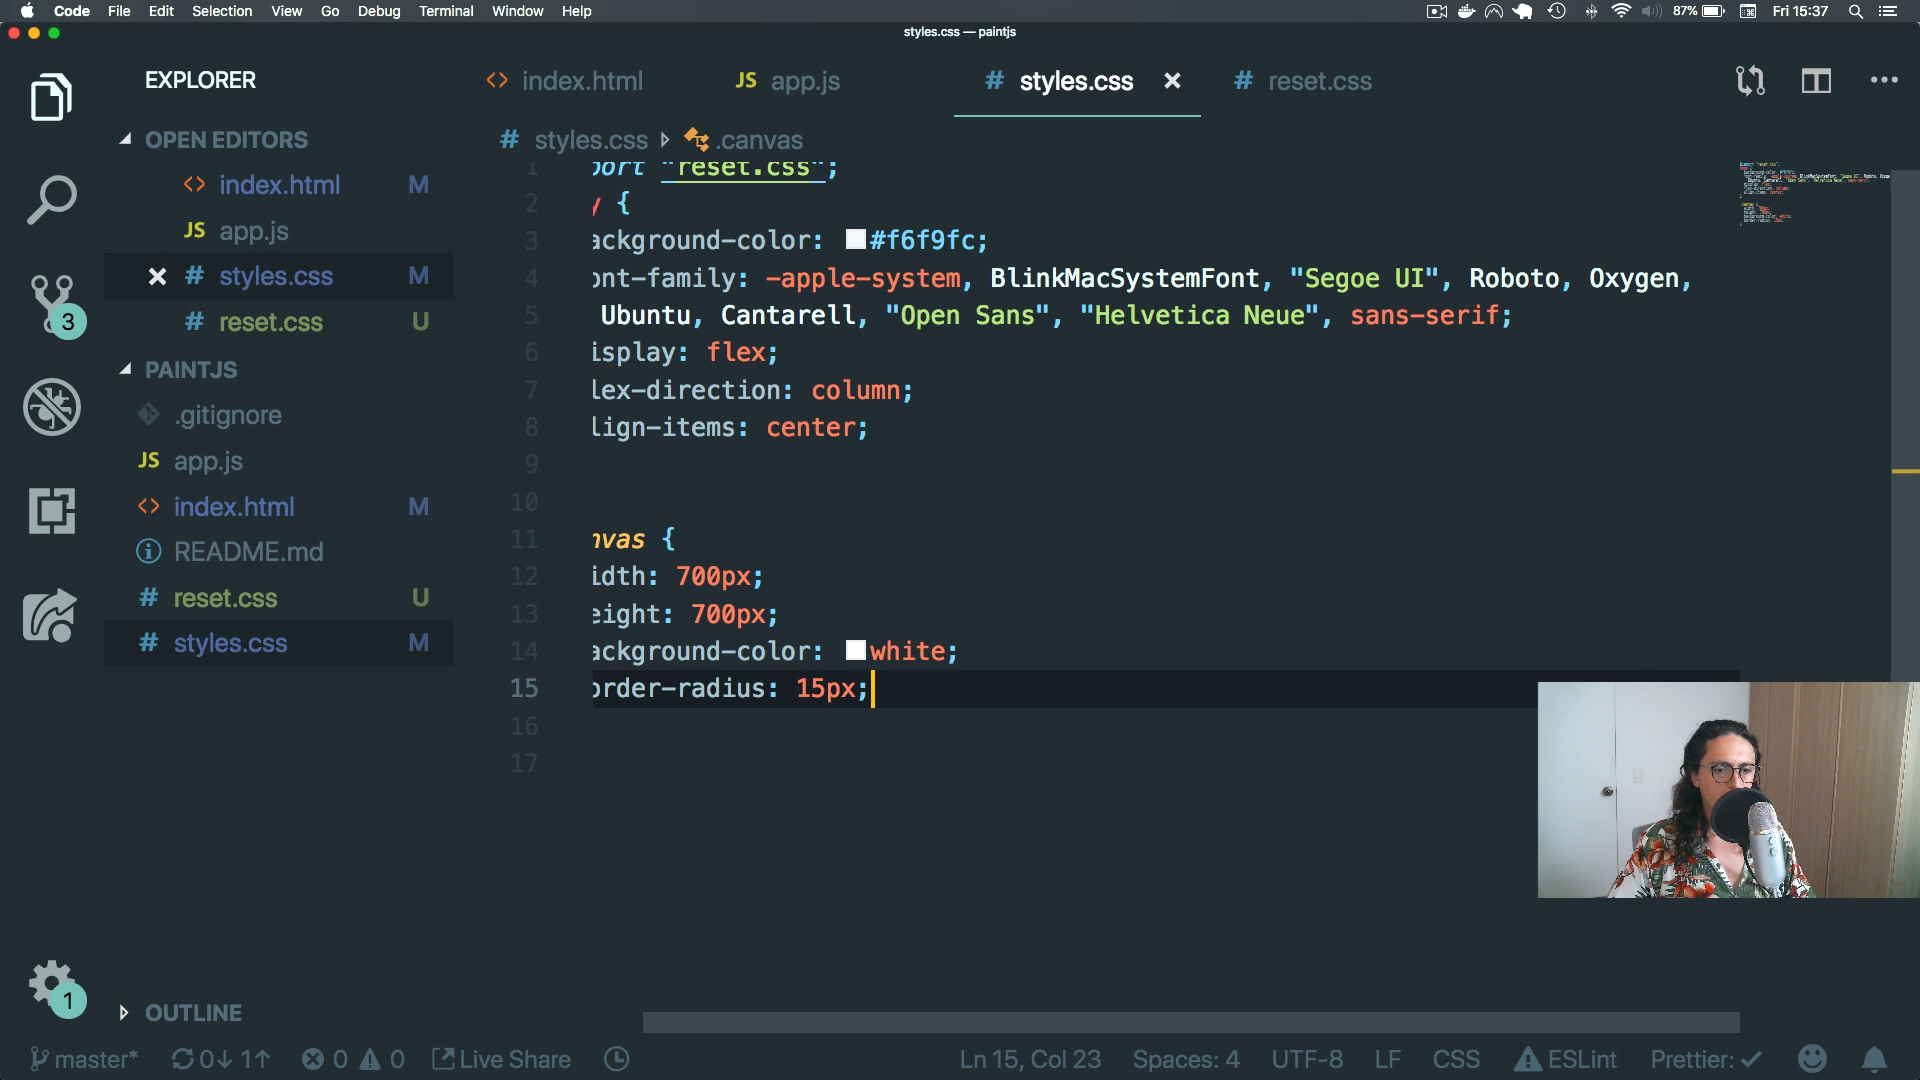 Code File Edit Selection View Go Debug Terminal Window Help 87% Fri 15:37
styles.css — paintjs
EXPLORER
OPEN EDITORS
index.html M
JS app.js
# styles.css M
# reset.css U
PAINTJS
.gitignore
JS app.js
index.html M
README.md
# reset.css U
# styles.css M
OUTLINE
3
1
index.html JS app.js # styles.css # reset.css
# styles.css .canvas
1 port "reset.css";
2 y {
3 ackground-color: #f6f9fc;
4 ont-family: -apple-system, BlinkMacSystemFont, "Segoe UI", Roboto, Oxygen,
5 Ubuntu, Cantarell, "Open Sans", "Helvetica Neue", sans-serif;
6 isplay: flex;
7 lex-direction: column;
8 lign-items: center;
9
10
11 nvas {
12 idth: 700px;
13 eight: 700px;
14 ackground-color: white;
15 order-radius: 15px;
16
17
master* 0↓ 1↑ 0 0 Live Share Ln 15, Col 23 Spaces: 4 UTF-8 LF CSS ESLint Prettier: ✓